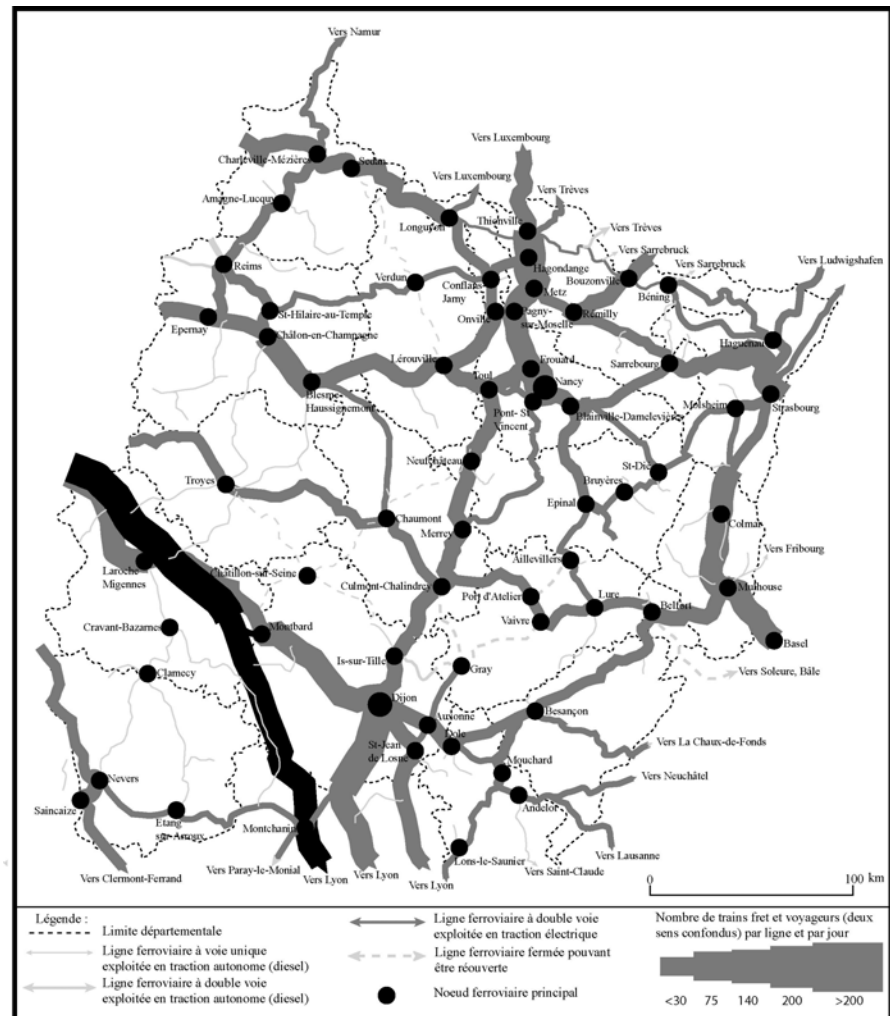 Vers Namur
Charleville-Mézières
Sedan
Vers Luxembourg
Vers Luxembourg
Vers Trèves
Amagne-Lucquy
Longuyon
Thionville
Vers Trèves
Vers Sarrebruck
Vers Sarrebruck
Vers Ludwigshafen
Reims
Verdun
Hagondange
Conflans-
Jarny
Metz
Bouzonville
Béning
St-Hilaire-au-Temple
Epernay
Onville
Pagny-
sur-Moselle
Rémilly
Châlon-en-Champagne
Haguenau
Lérouville
Frouard
Sarrebourg
Toul
Nancy
Blesme-
Haussignemont
Pont- St
Vincent
Blainville-Damelevières
Molsheim
Strasbourg
Neufchâteau
St-Dié
Troyes
Bruyères
Epinal
Chaumont
Colmar
Merrey
Aillevillers
Vers Fribourg
Laroche-
Migennes
Châtillon-sur-Seine
Culmont-Chalindrey
Port d'Atelier
Lure
Mulhouse
Belfort
Vaivre
Cravant-Bazarnes
Montbard
Basel
Is-sur-Tille
Clamecy
Gray
Vers Soleure, Bâle
Dijon
Auxonne
Besançon
St-Jean
de Losne
Dole
Vers La Chaux-de-Fonds
Mouchard
Nevers
Vers Neuchâtel
Saincaize
Andelot
Etang
sur-Arroux
Montchanin
Lons-le-Saunier
Vers Lausanne
Vers Clermont-Ferrand
Vers Paray-le-Monial
Vers Lyon
Vers Lyon
Vers Lyon
Vers Saint-Claude
0
100 km
Légende :
Limite départementale
Ligne ferroviaire à voie unique
exploitée en traction autonome (diesel)
Ligne ferroviaire à double voie
exploitée en traction autonome (diesel)
Ligne ferroviaire à double voie
exploitée en traction électrique
Ligne ferroviaire fermée pouvant
être réouverte
Noeud ferroviaire principal
Nombre de trains fret et voyageurs (deux
sens confondus) par ligne et par jour
<30 75 140 200 >200